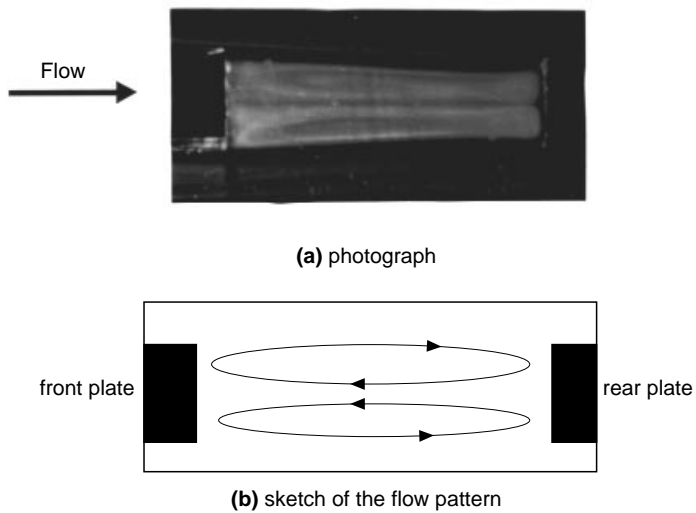 Flow
(a) photograph
front plate
rear plate
(b) sketch of the flow pattern